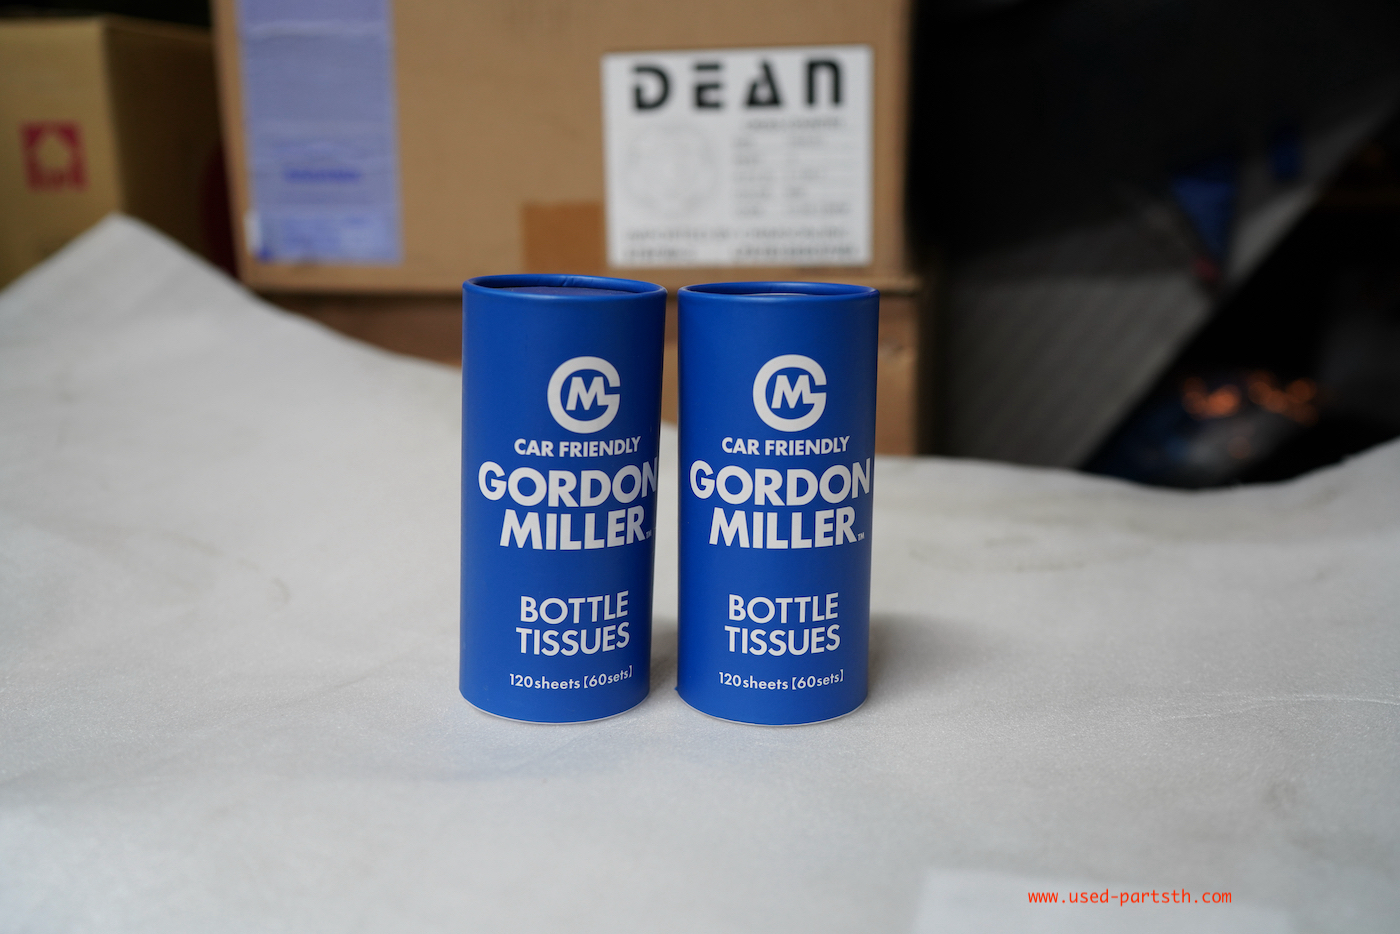 DEAN
GM
CAR FRIENDLY
GORDON
MILLER™
BOTTLE
TISSUES
120sheets【60sets】
GM
CAR FRIENDLY
GORDON
MILLER™
BOTTLE
TISSUES
120sheets【60sets】
www.used-partsth.com